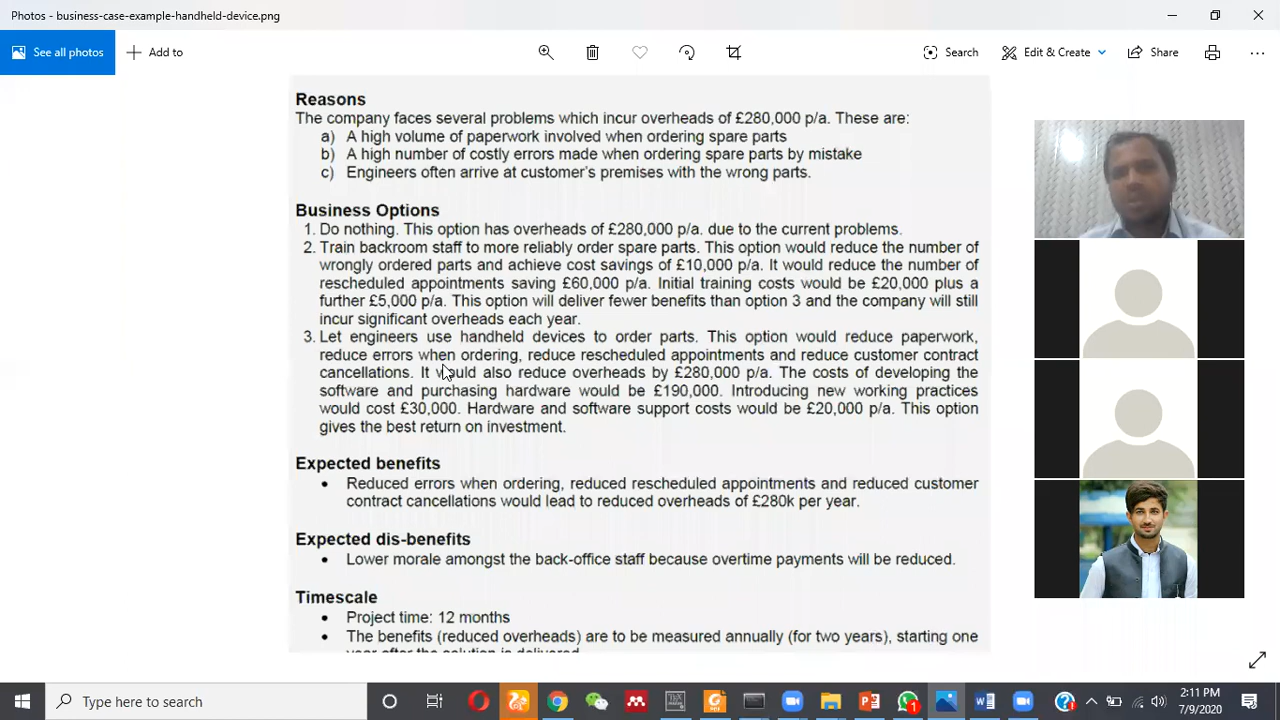 Photos - business-case-example-handheld-device.png
See all photos
Add to
Search
Edit & Create
Share
Reasons
The company faces several problems which incur overheads of £280,000 p/a. These are:
a) A high volume of paperwork involved when ordering spare parts
b) A high number of costly errors made when ordering spare parts by mistake
c) Engineers often arrive at customer's premises with the wrong parts.
Business Options
1. Do nothing. This option has overheads of £280,000 p/a. due to the current problems.
2. Train backroom staff to more reliably order spare parts. This option would reduce the number of
wrongly ordered parts and achieve cost savings of £10,000 p/a. It would reduce the number of
rescheduled appointments saving £60,000 p/a. Initial training costs would be £20,000 plus a
further £5,000 p/a. This option will deliver fewer benefits than option 3 and the company will still
incur significant overheads each year.
3. Let engineers use handheld devices to order parts. This option would reduce paperwork,
reduce errors when ordering, reduce rescheduled appointments and reduce customer contract
cancellations. It would also reduce overheads by £280,000 p/a. The costs of developing the
software and purchasing hardware would be £190,000. Introducing new working practices
would cost £30,000. Hardware and software support costs would be £20,000 p/a. This option
gives the best return on investment.
Expected benefits
• Reduced errors when ordering, reduced rescheduled appointments and reduced customer
contract cancellations would lead to reduced overheads of £280k per year.
Expected dis-benefits
• Lower morale amongst the back-office staff because overtime payments will be reduced.
Timescale
• Project time: 12 months
• The benefits (reduced overheads) are to be measured annually (for two years), starting one
year after the solution is delivered
Type here to search
2:11 PM
7/9/2020